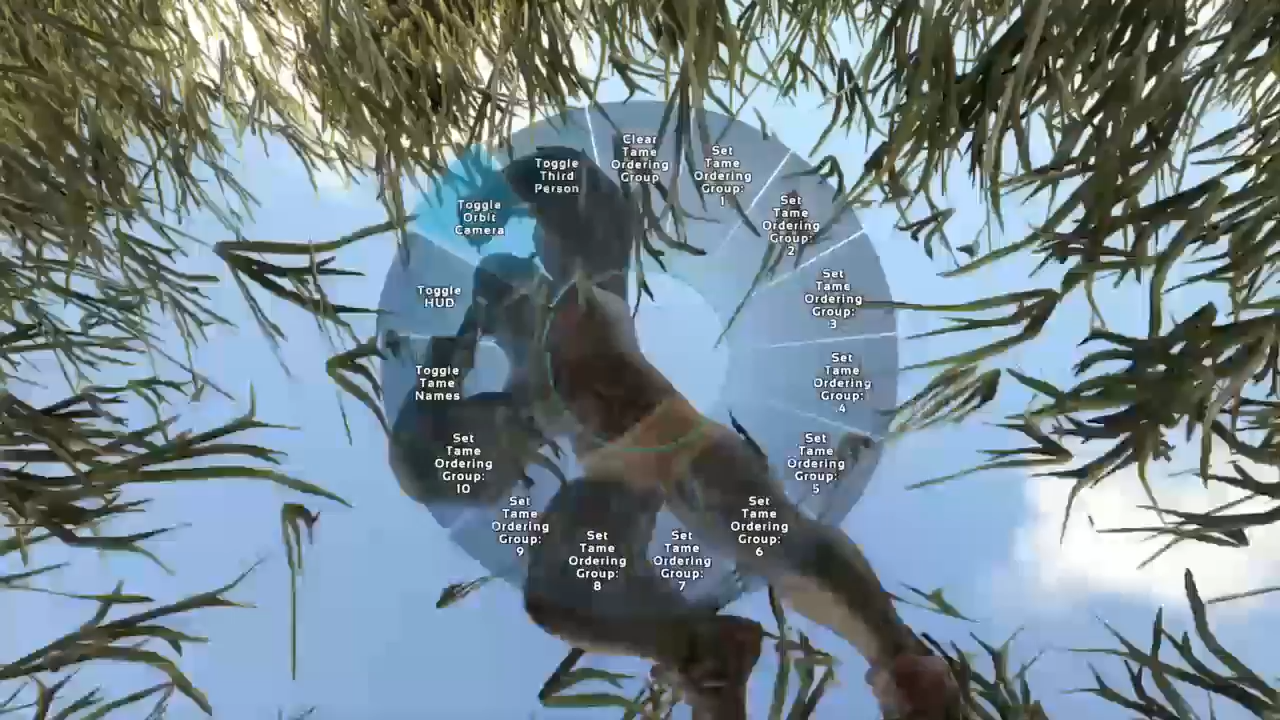 Clear
Tame
Ordering
Group
Set
Tame
Ordering
Group:
1
Set
Tame
Ordering
Group:
2
Set
Tame
Ordering
Group:
3
Set
Tame
Ordering
Group:
4
Set
Tame
Ordering
Group:
5
Set
Tame
Ordering
Group:
6
Set
Tame
Ordering
Group:
7
Set
Tame
Ordering
Group:
8
Set
Tame
Ordering
Group:
9
Set
Tame
Ordering
Group:
10
Toggle
Tame
Names
Toggle
HUD
Toggle
Orbit
Camera
Toggle
Third
Person